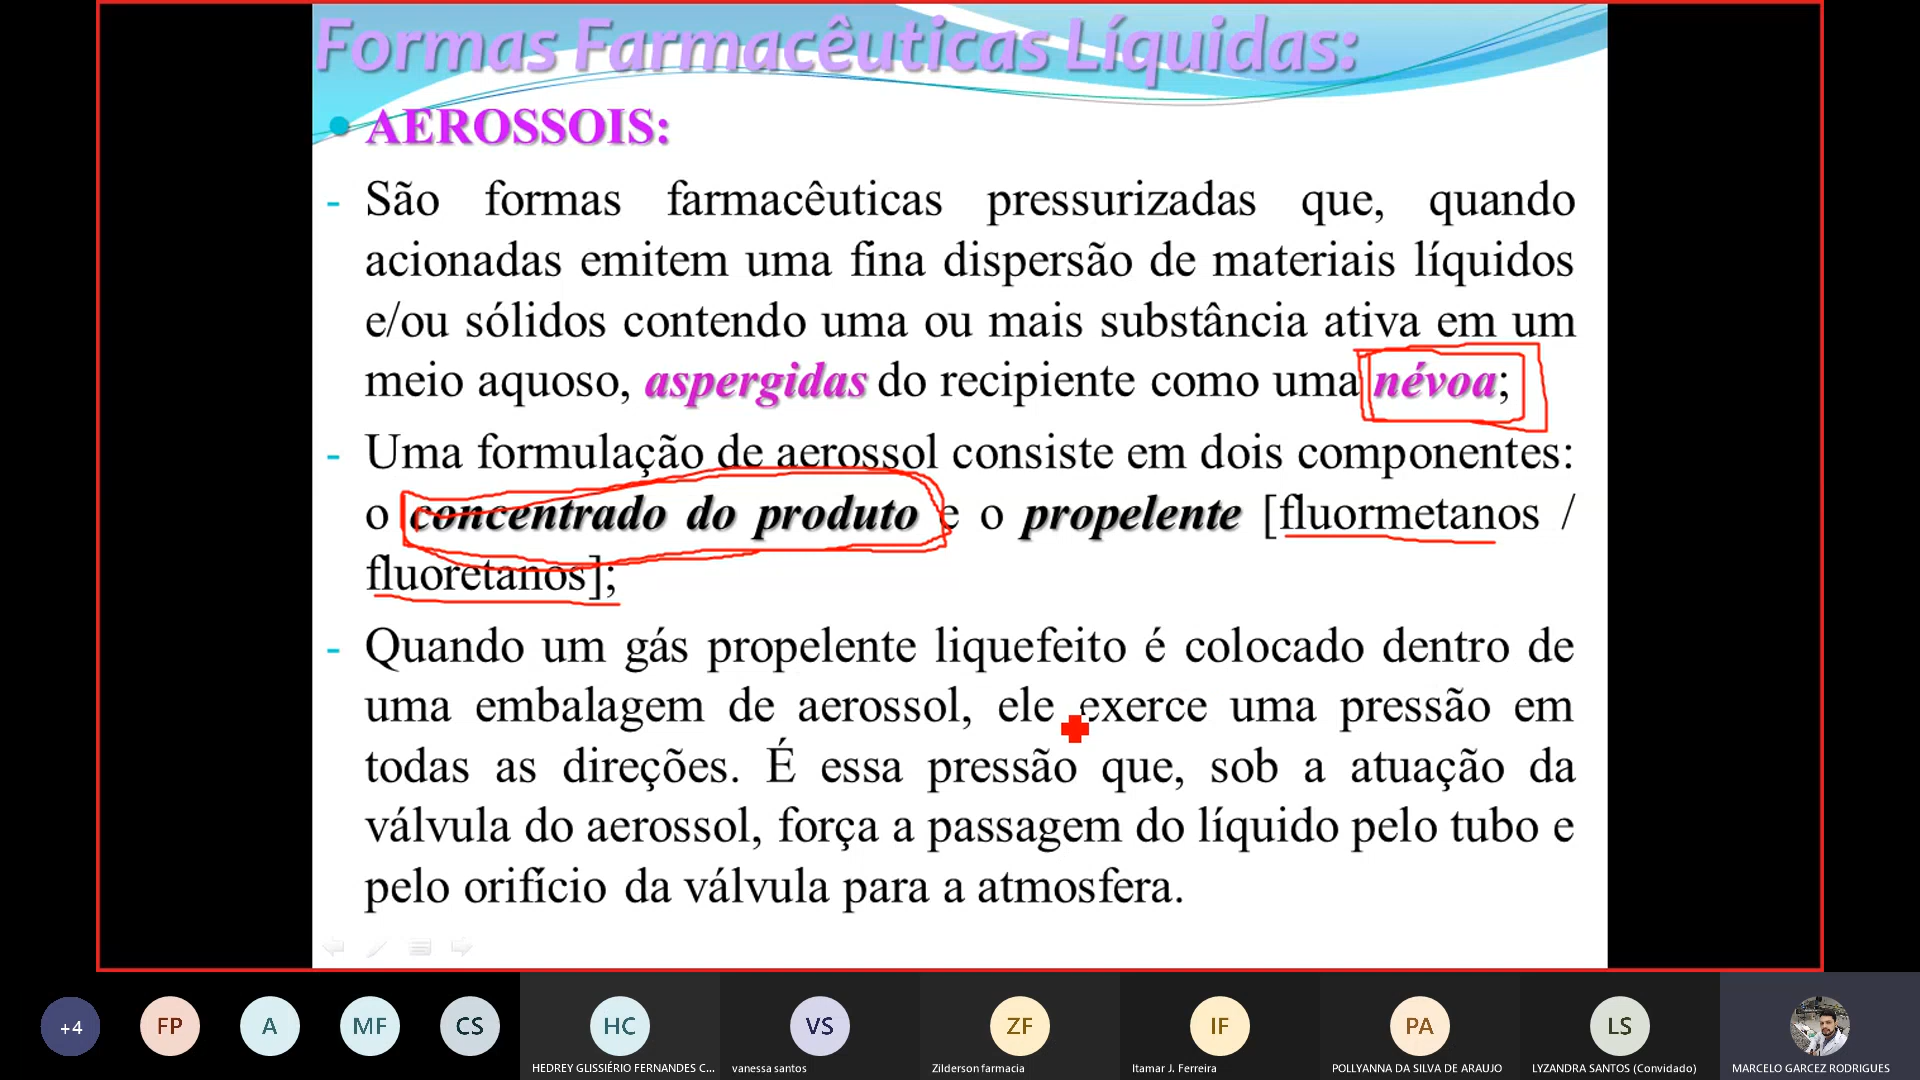 Formas Farmacêuticas Líquidas:
• AEROSSOIS:
- São formas farmacêuticas pressurizadas que, quando
acionadas emitem uma fina dispersão de materiais líquidos
e/ou sólidos contendo uma ou mais substância ativa em um
meio aquoso, aspergidas do recipiente como uma névoa;
- Uma formulação de aerossol consiste em dois componentes:
o concentrado do produto e o propelente [fluormetanos /
fluoretanos];
- Quando um gás propelente liquefeito é colocado dentro de
uma embalagem de aerossol, ele exerce uma pressão em
todas as direções. É essa pressão que, sob a atuação da
válvula do aerossol, força a passagem do líquido pelo tubo e
pelo orifício da válvula para a atmosfera.
+4 FP A MF CS HC VS ZF IF PA LS
HEDREY GLISSIÉRIO FERNANDES C... vanessa santos Zilderson farmacia Itamar J. Ferreira POLLYANNA DA SILVA DE ARAUJO LYZANDRA SANTOS (Convidado) MARCELO GARCEZ RODRIGUES